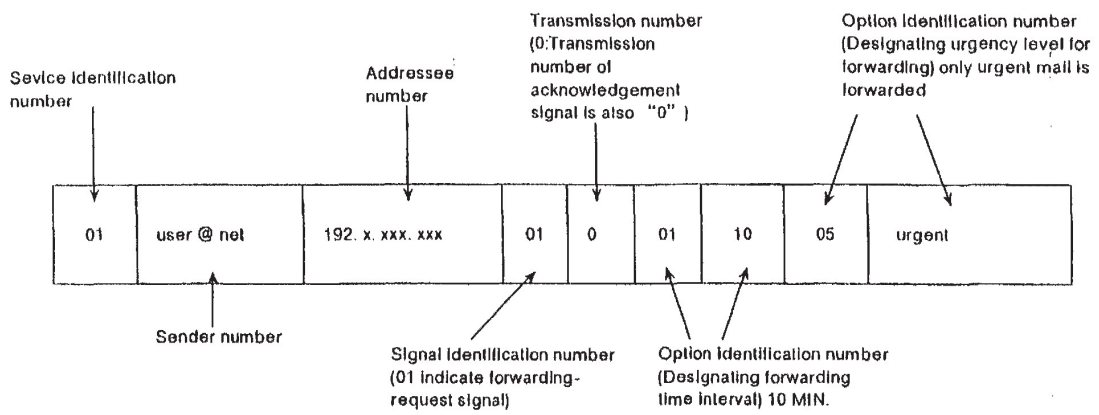 Sevice identification
number
Addressee
number
Transmission number
(0:Transmission
number of
acknowledgement
signal is also "0" )
Option identification number
(Designating urgency level for
forwarding) only urgent mail is
forwarded
01
user @ net
192. x. xxx. xxx
01
0
01
10
05
urgent
Sender number
Signal identification number
(01 indicate forwarding-
request signal)
Option identification number
(Designating forwarding
time interval) 10 MIN.